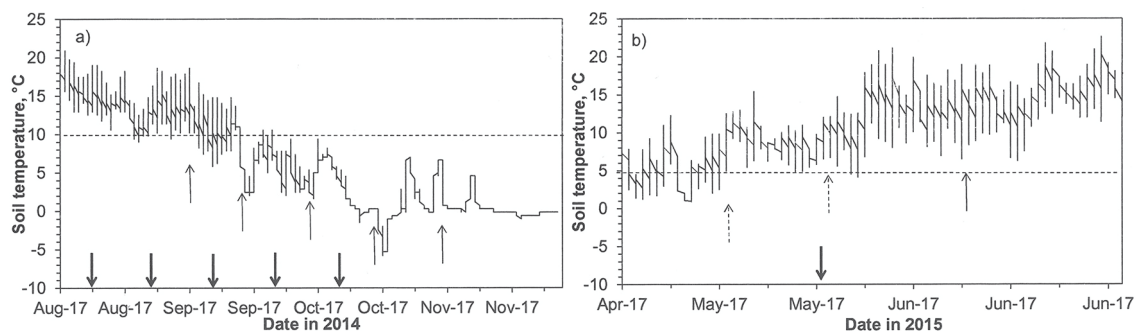 a)
25
20
15
10
5
0
-5
-10
Soil temperature, °C
Aug-17 Aug-17 Sep-17 Sep-17 Oct-17 Oct-17 Nov-17 Nov-17
Date in 2014
b)
25
20
15
10
5
0
-5
-10
Soil temperature, °C
Apr-17 May-17 May-17 Jun-17 Jun-17 Jun-17
Date in 2015